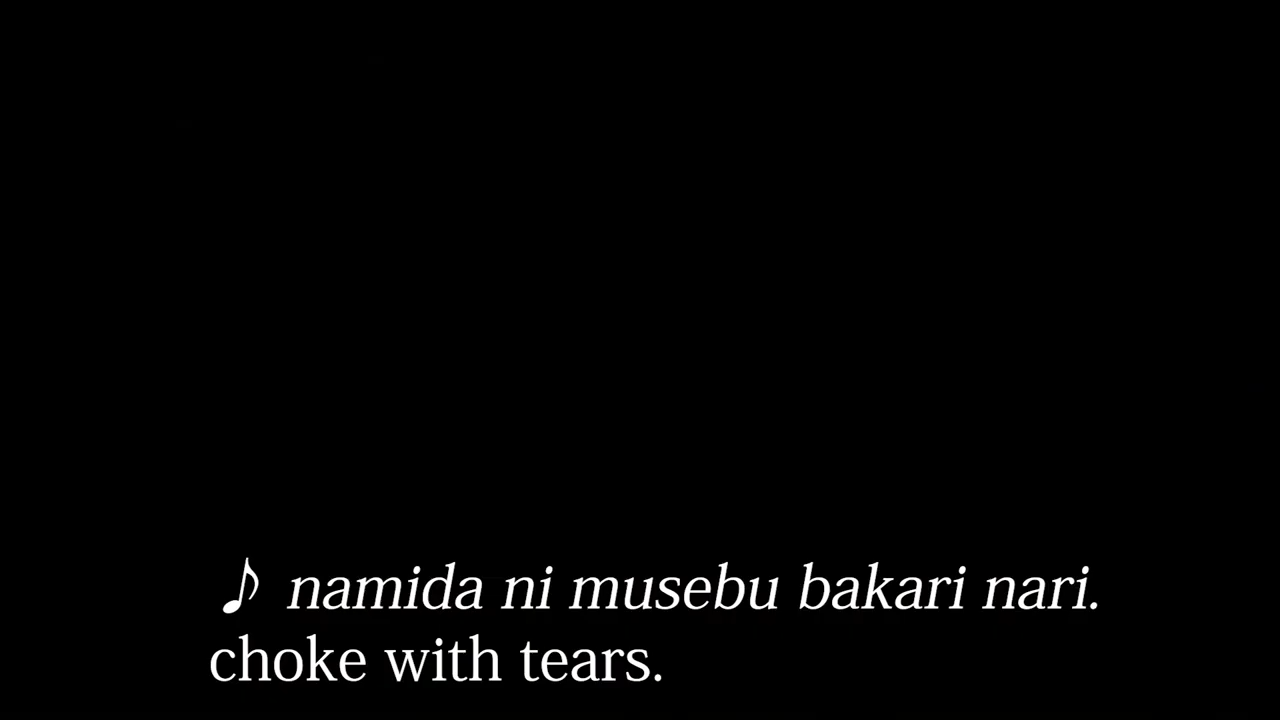 ♪ namida ni musebu bakari nari.
choke with tears.